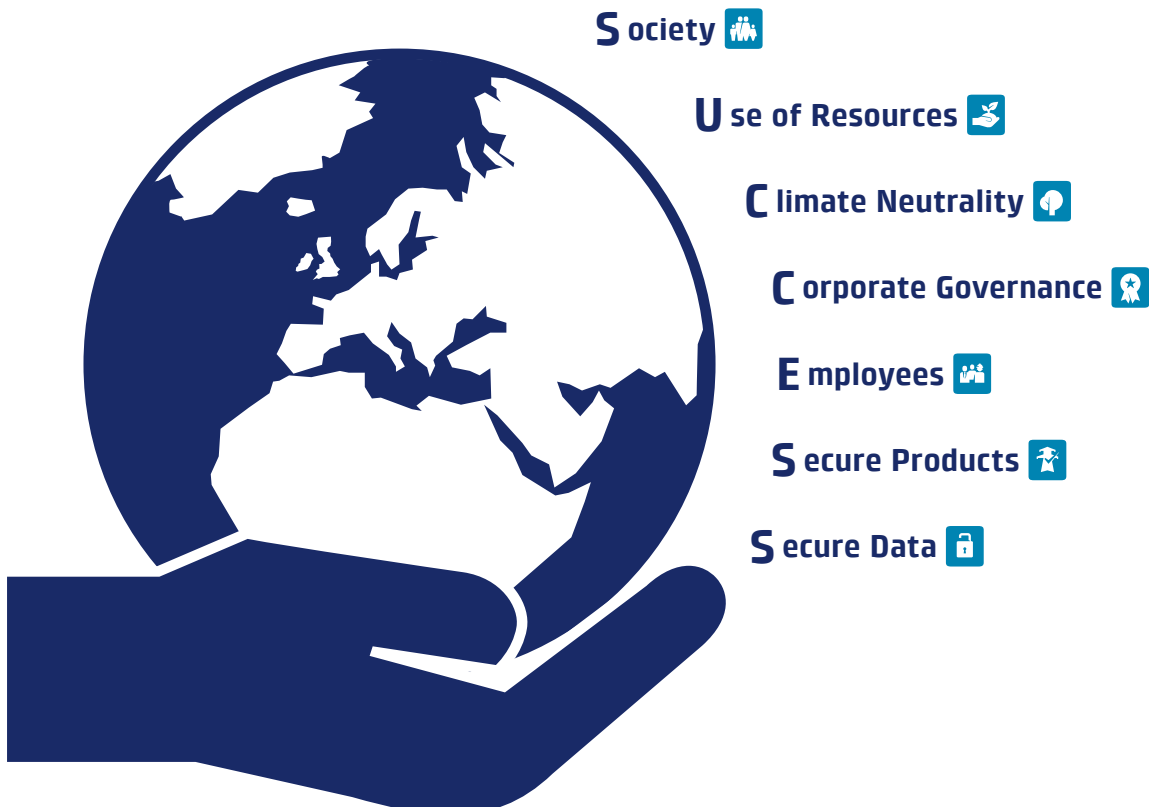 Society
Use of Resources
Climate Neutrality
Corporate Governance
Employees
Secure Products
Secure Data